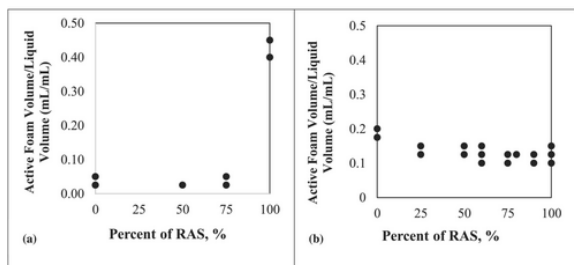 Active Foam Volume/Liquid
Volume (mL/mL)
0.50
0.40
0.30
0.20
0.10
0.00
0
25
50
75
100
Percent of RAS, %
(a)
Active Foam Volume/Liquid
Volume (mL/mL)
0.5
0.4
0.3
0.2
0.1
0
0
25
50
75
100
Percent of RAS, %
(b)